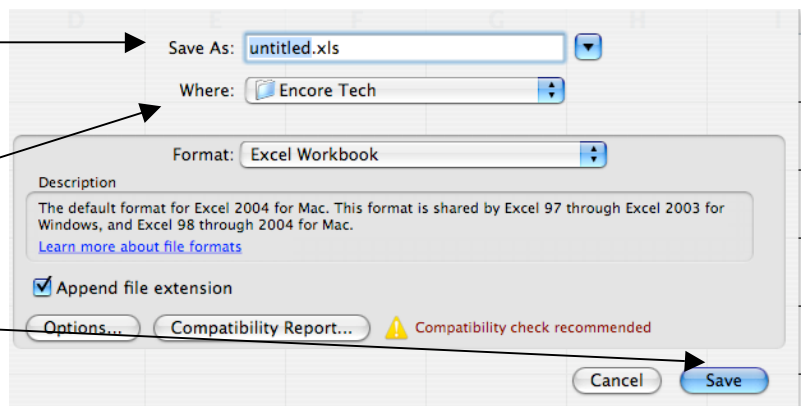 D E F G H I
Save As: untitled.xls
Where: Encore Tech
Format: Excel Workbook
Description
The default format for Excel 2004 for Mac. This format is shared by Excel 97 through Excel 2003 for
Windows, and Excel 98 through 2004 for Mac.
Learn more about file formats
Append file extension
Options... Compatibility Report... Compatibility check recommended
Cancel Save